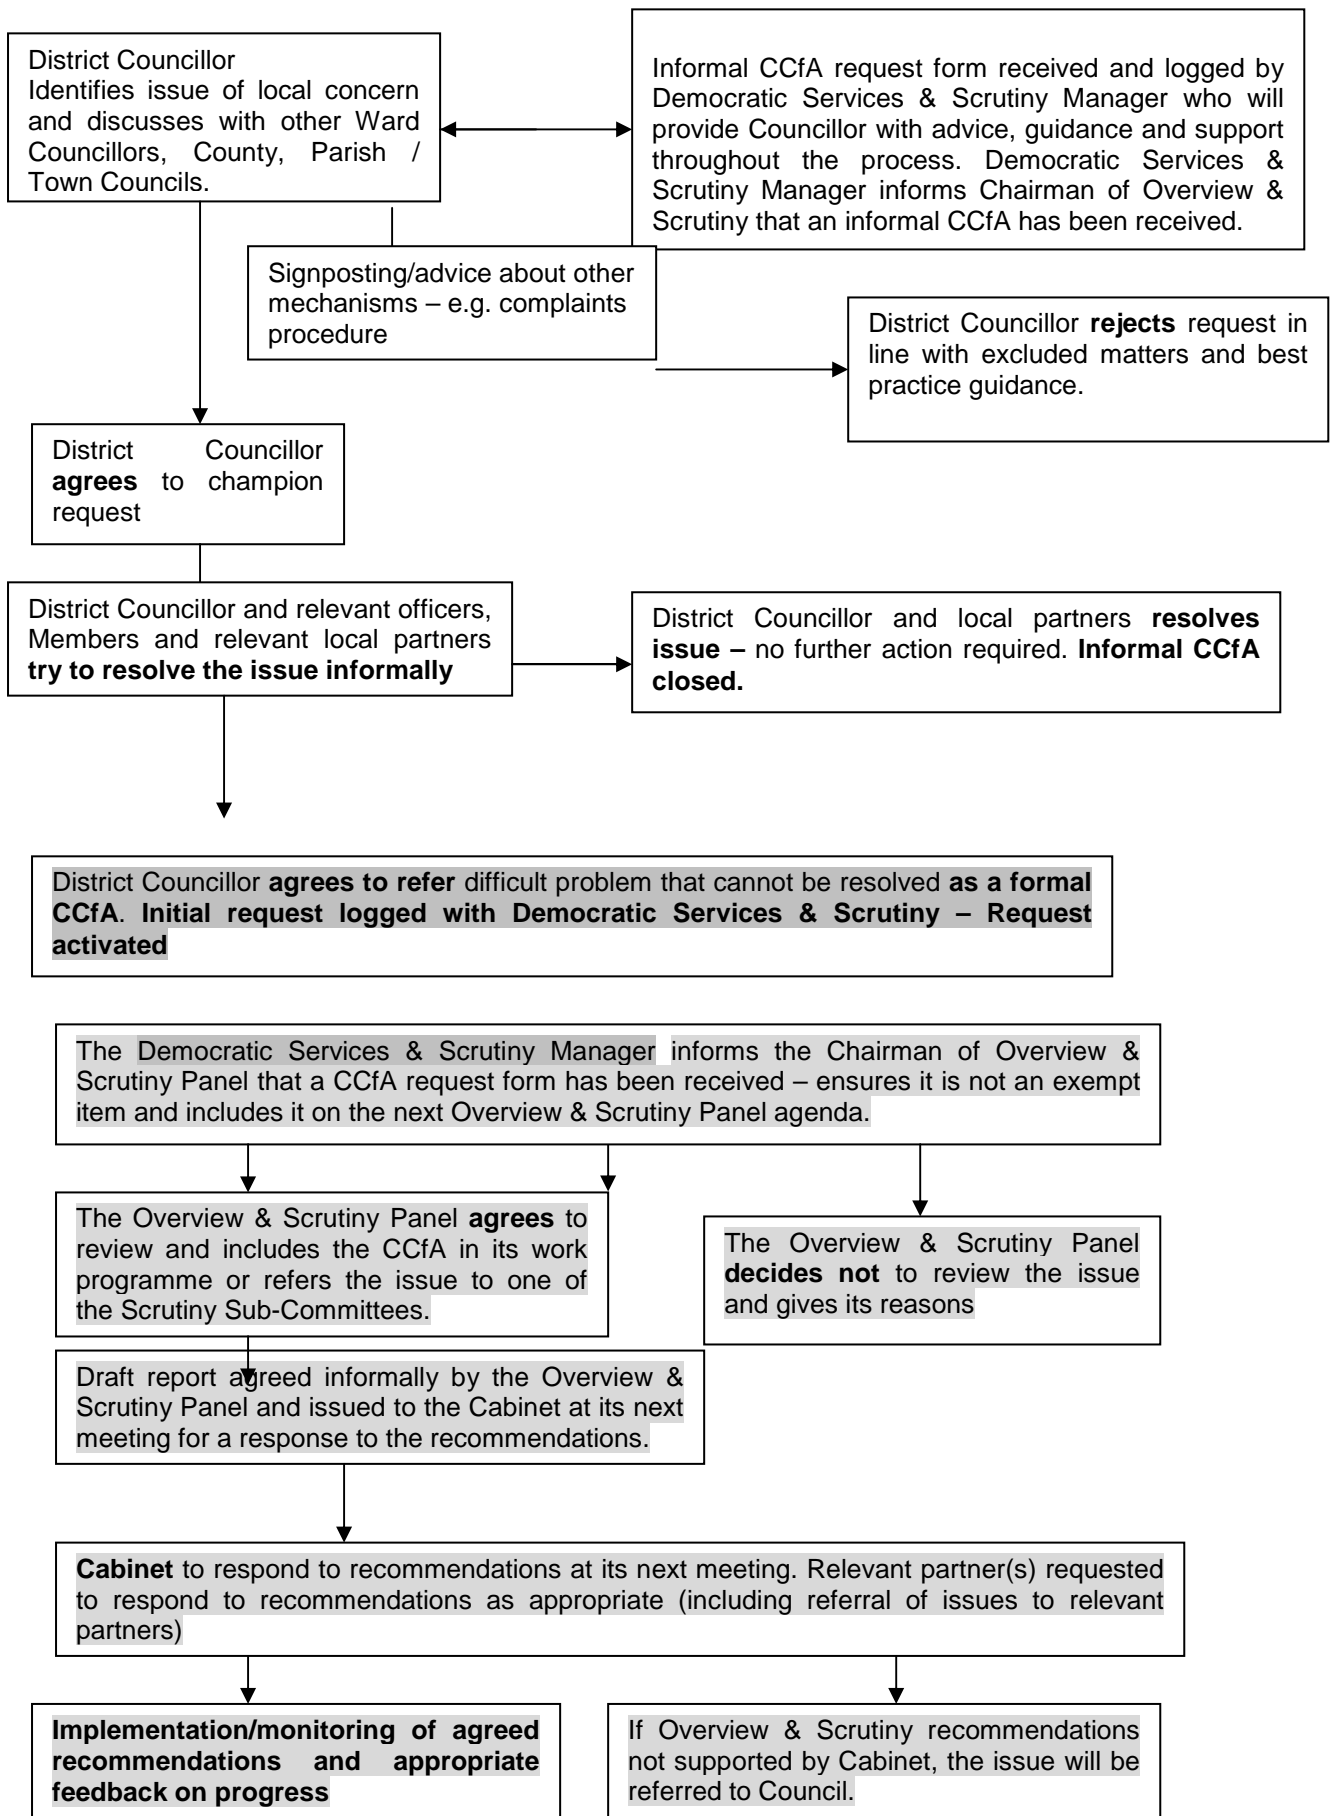 District Councillor
Identifies issue of local concern
and discusses with other Ward
Councillors, County, Parish /
Town Councils.
Informal CCfA request form received and logged by
Democratic Services & Scrutiny Manager who will
provide Councillor with advice, guidance and support
throughout the process. Democratic Services &
Scrutiny Manager informs Chairman of Overview &
Scrutiny that an informal CCfA has been received.
Signposting/advice about other
mechanisms – e.g. complaints
procedure
District Councillor rejects request in
line with excluded matters and best
practice guidance.
District Councillor
agrees to champion
request
District Councillor and relevant officers,
Members and relevant local partners
try to resolve the issue informally
District Councillor and local partners resolves
issue – no further action required. Informal CCfA
closed.
District Councillor agrees to refer difficult problem that cannot be resolved as a formal
CCfA. Initial request logged with Democratic Services & Scrutiny – Request
activated
The Democratic Services & Scrutiny Manager informs the Chairman of Overview &
Scrutiny Panel that a CCfA request form has been received – ensures it is not an exempt
item and includes it on the next Overview & Scrutiny Panel agenda.
The Overview & Scrutiny Panel agrees to
review and includes the CCfA in its work
programme or refers the issue to one of
the Scrutiny Sub-Committees.
The Overview & Scrutiny Panel
decides not to review the issue
and gives its reasons
Draft report agreed informally by the Overview &
Scrutiny Panel and issued to the Cabinet at its next
meeting for a response to the recommendations.
Cabinet to respond to recommendations at its next meeting. Relevant partner(s) requested
to respond to recommendations as appropriate (including referral of issues to relevant
partners)
Implementation/monitoring of agreed
recommendations and appropriate
feedback on progress
If Overview & Scrutiny recommendations
not supported by Cabinet, the issue will be
referred to Council.